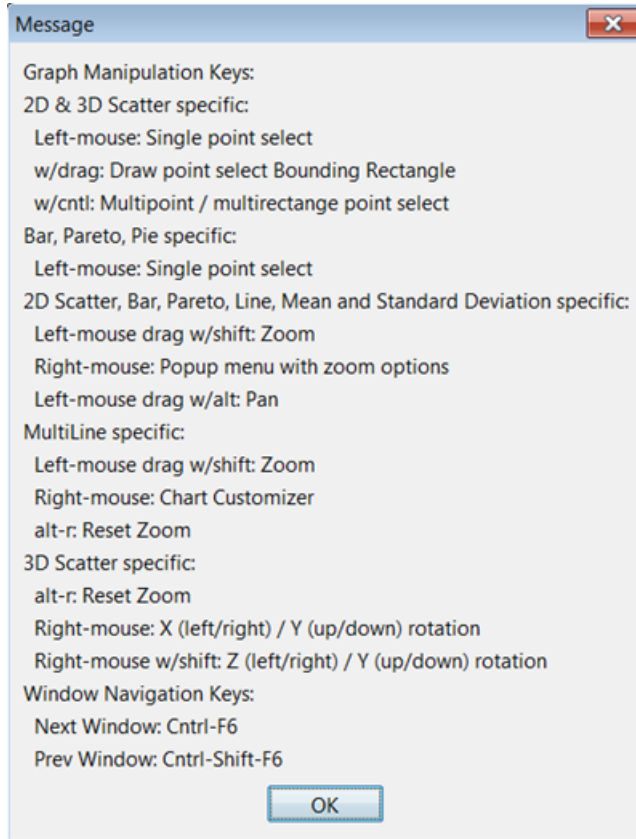 Message
Graph Manipulation Keys:
2D & 3D Scatter specific:
Left-mouse: Single point select
w/drag: Draw point select Bounding Rectangle
w/cntl: Multipoint / multirectange point select
Bar, Pareto, Pie specific:
Left-mouse: Single point select
2D Scatter, Bar, Pareto, Line, Mean and Standard Deviation specific:
Left-mouse drag w/shift: Zoom
Right-mouse: Popup menu with zoom options
Left-mouse drag w/alt: Pan
MultiLine specific:
Left-mouse drag w/shift: Zoom
Right-mouse: Chart Customizer
alt-r: Reset Zoom
3D Scatter specific:
alt-r: Reset Zoom
Right-mouse: X (left/right) / Y (up/down) rotation
Right-mouse w/shift: Z (left/right) / Y (up/down) rotation
Window Navigation Keys:
Next Window: Cntrl-F6
Prev Window: Cntrl-Shift-F6
OK